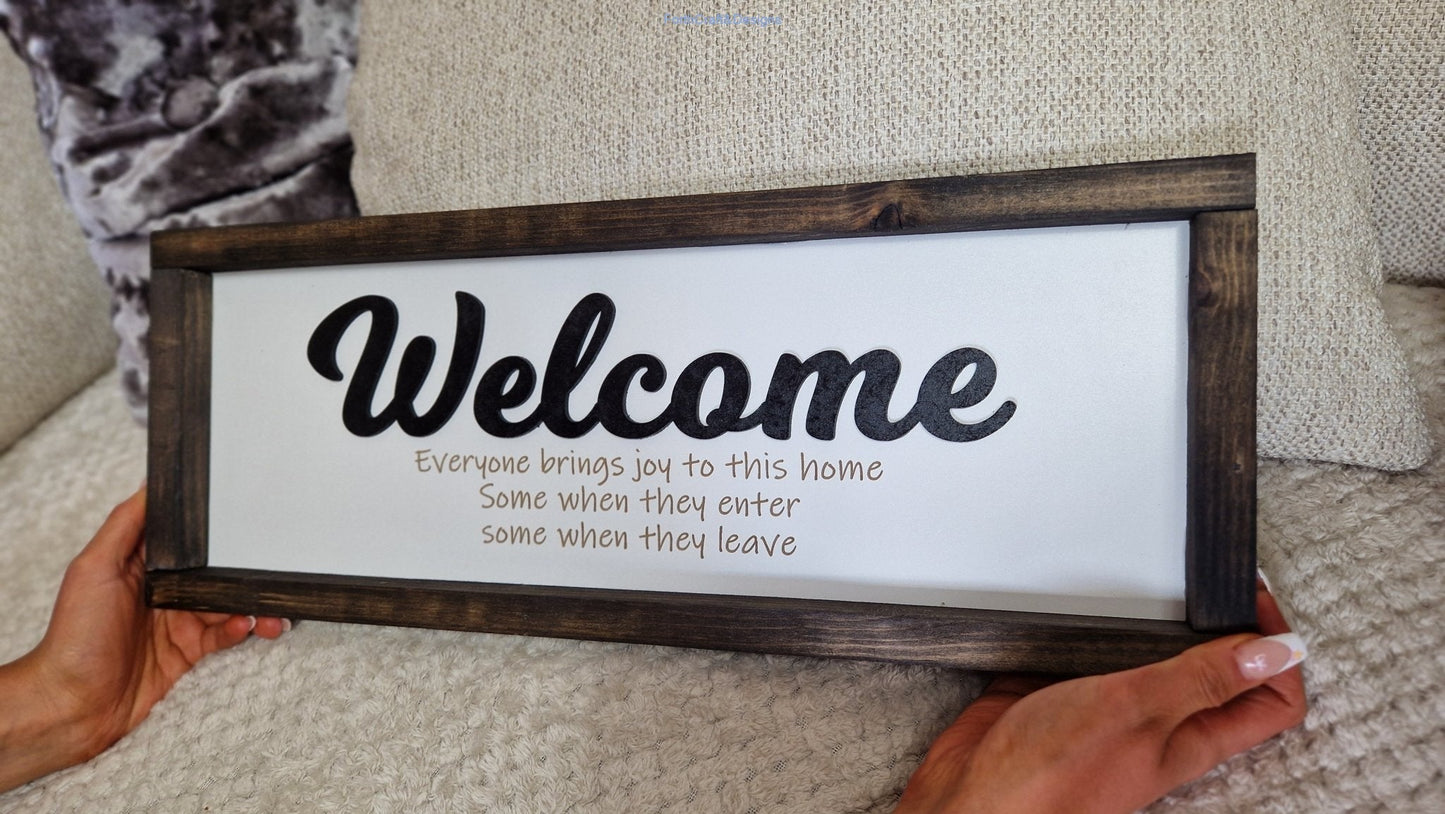 Welcome
Everyone brings joy to this home
Some when they enter
some when they leave